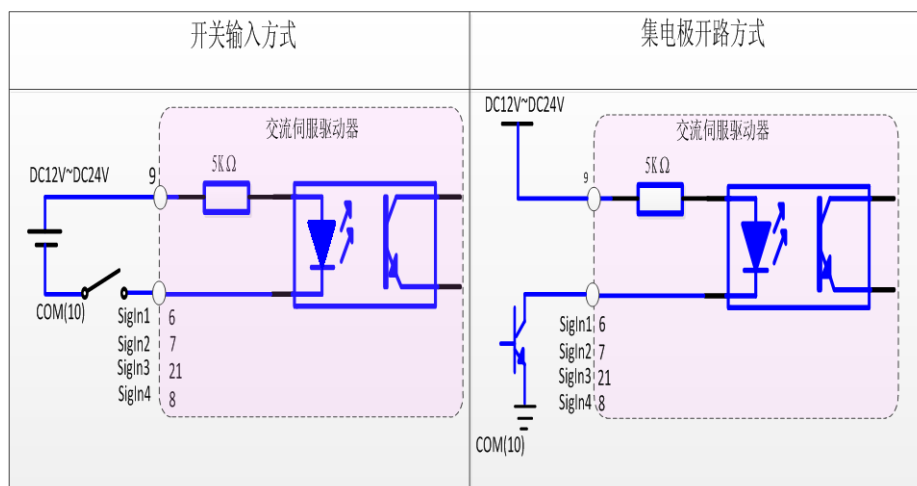 开关输入方式
集电极开路方式
交流伺服驱动器
5KΩ
DC12V~DC24V
9
COM(10)
SigIn1 6
SigIn2 7
SigIn3 21
SigIn4 8
DC12V~DC24V
交流伺服驱动器
5KΩ
9
SigIn1 6
SigIn2 7
SigIn3 21
SigIn4 8
COM(10)